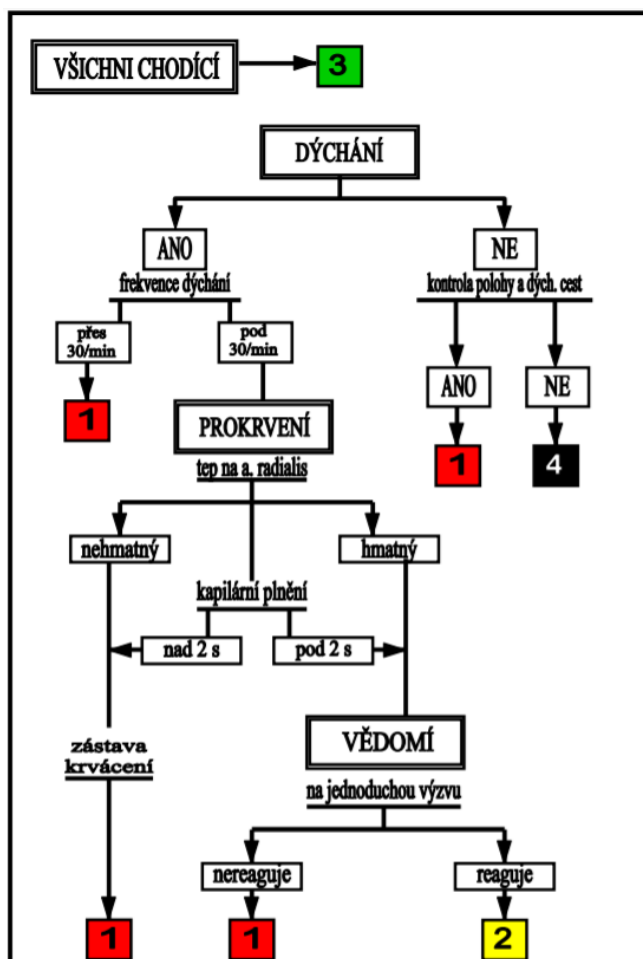 VŠICHNI CHODÍCÍ
3
DÝCHÁNÍ
ANO
NE
frekvence dýchání
kontrola polohy a dých. cest
přes
30/min
pod
30/min
ANO
NE
1
PROKRVENÍ
1
4
tep na a. radialis
nehmatný
hmatný
kapilární plnění
nad 2 s
pod 2 s
zástava
krvácení
VĚDOMÍ
na jednoduchou výzvu
nereaguje
reaguje
1
1
2